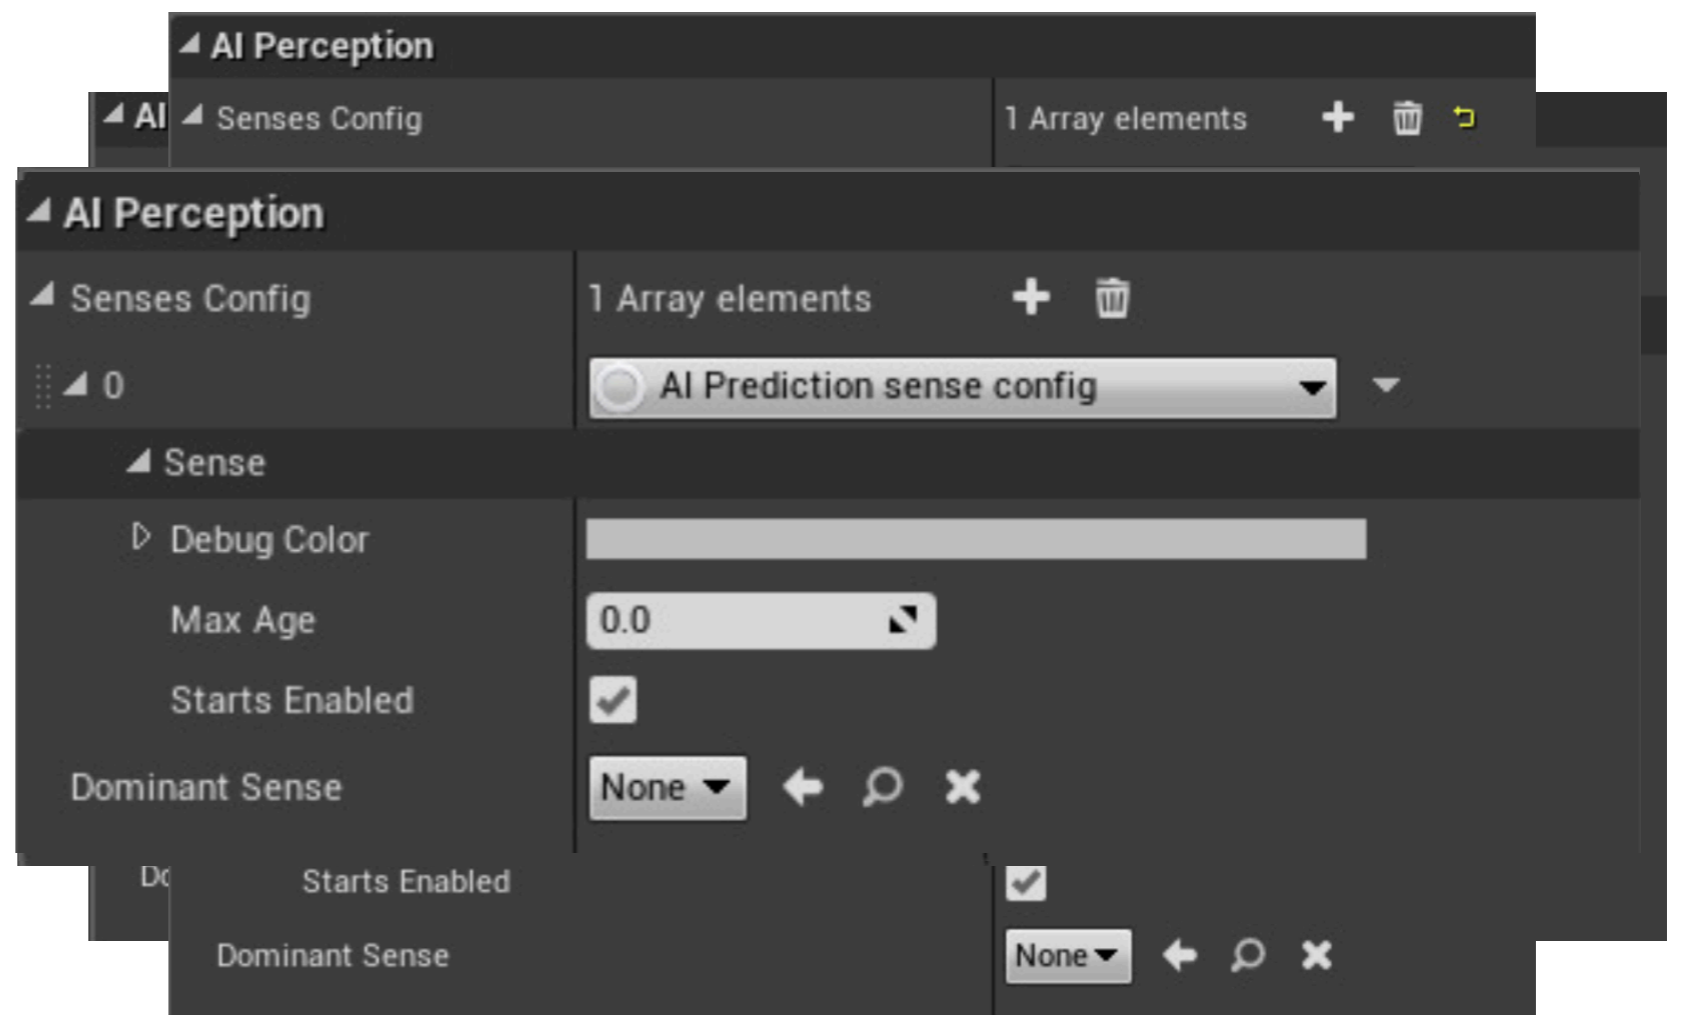 AI Perception
AI
Senses Config 1 Array elements
AI Perception
Senses Config 1 Array elements
0 AI Prediction sense config
Sense
Debug Color
Max Age 0.0
Starts Enabled
Dominant Sense None
Starts Enabled
Dominant Sense None